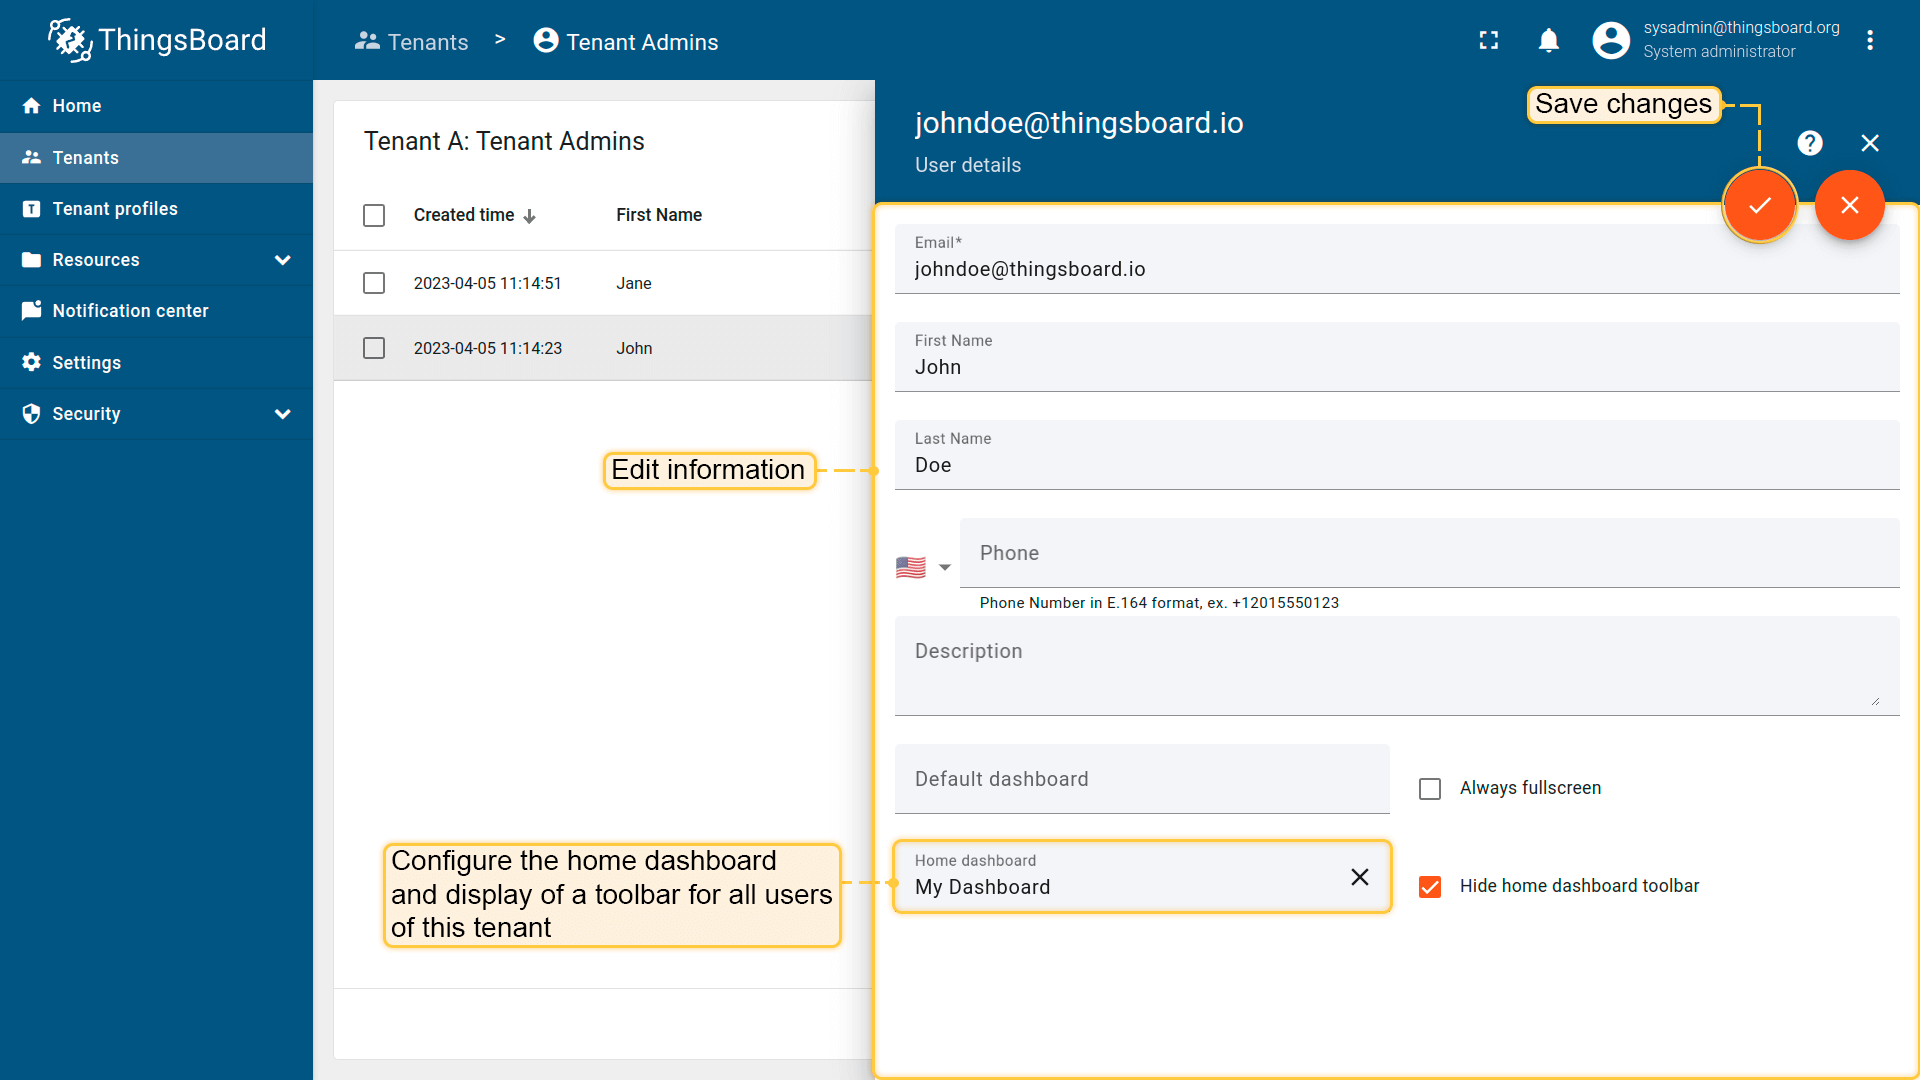 ThingsBoard
Tenants > Tenant Admins
sysadmin@thingsboard.org
System administrator
Home
Tenants
Tenant profiles
Resources
Notification center
Settings
Security
Tenant A: Tenant Admins
Created time
First Name
2023-04-05 11:14:51
Jane
2023-04-05 11:14:23
John
johndoe@thingsboard.io
User details
Save changes
Email*
johndoe@thingsboard.io
First Name
John
Last Name
Doe
Edit information
Phone
Phone Number in E.164 format, ex. +12015550123
Description
Default dashboard
Always fullscreen
Configure the home dashboard
and display of a toolbar for all users
of this tenant
Home dashboard
My Dashboard
Hide home dashboard toolbar